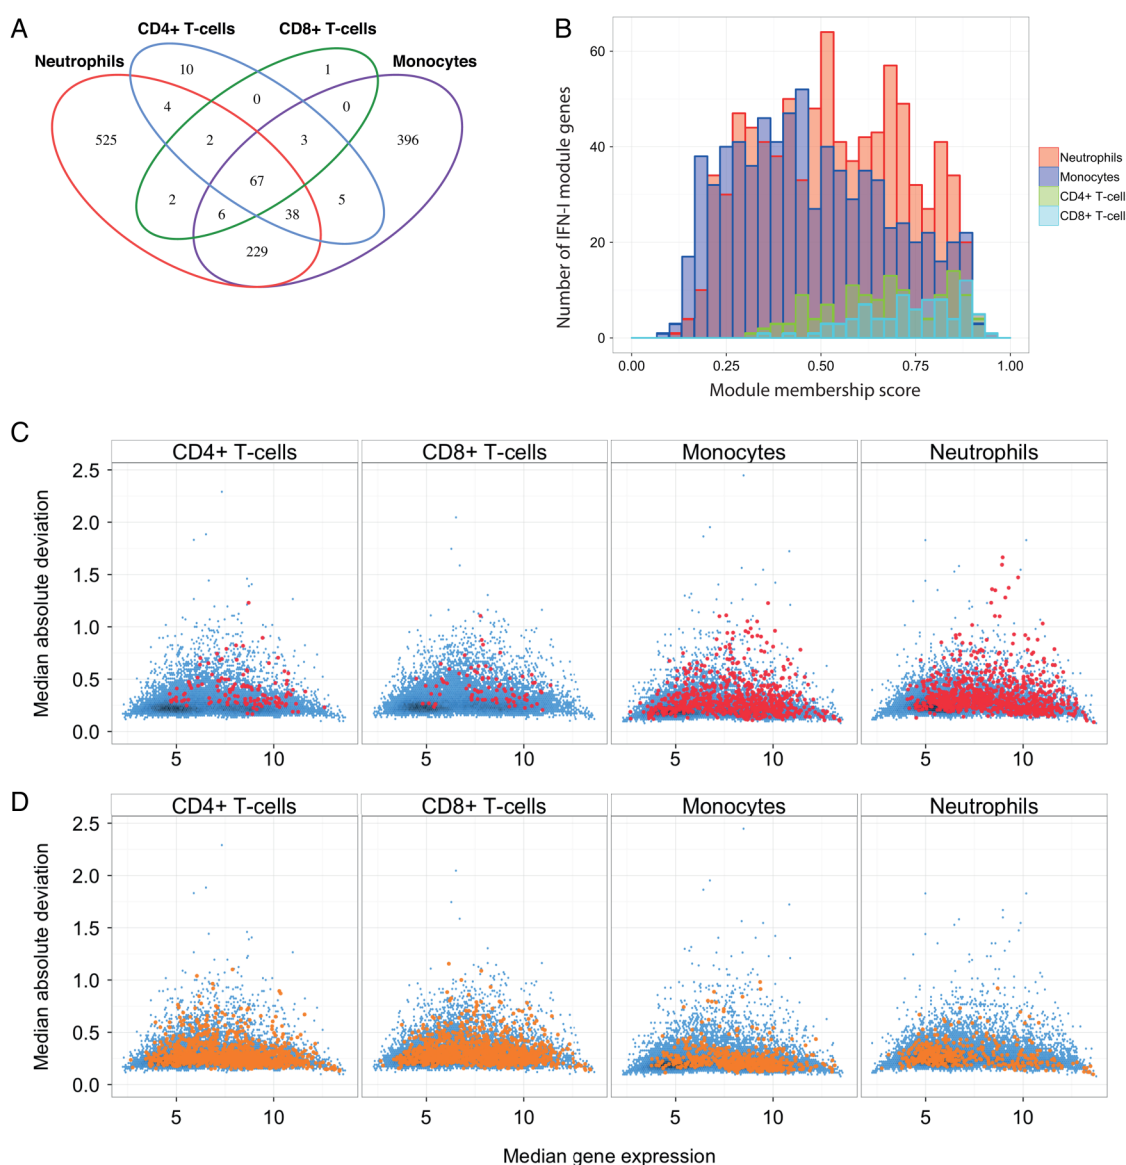 A
CD4+ T-cells
CD8+ T-cells
Neutrophils
Monocytes
10
1
4
0
0
525
2
3
396
67
2
6
38
5
229
B
Number of IFN-I module genes
60
40
20
0
0.00
0.25
0.50
0.75
1.00
Module membership score
Neutrophils
Monocytes
CD4+ T-cell
CD8+ T-cell
C
CD4+ T-cells
CD8+ T-cells
Monocytes
Neutrophils
Median absolute deviation
2.5
2.0
1.5
1.0
0.5
0.0
5
10
5
10
5
10
5
10
D
CD4+ T-cells
CD8+ T-cells
Monocytes
Neutrophils
Median absolute deviation
2.5
2.0
1.5
1.0
0.5
0.0
5
10
5
10
5
10
5
10
Median gene expression